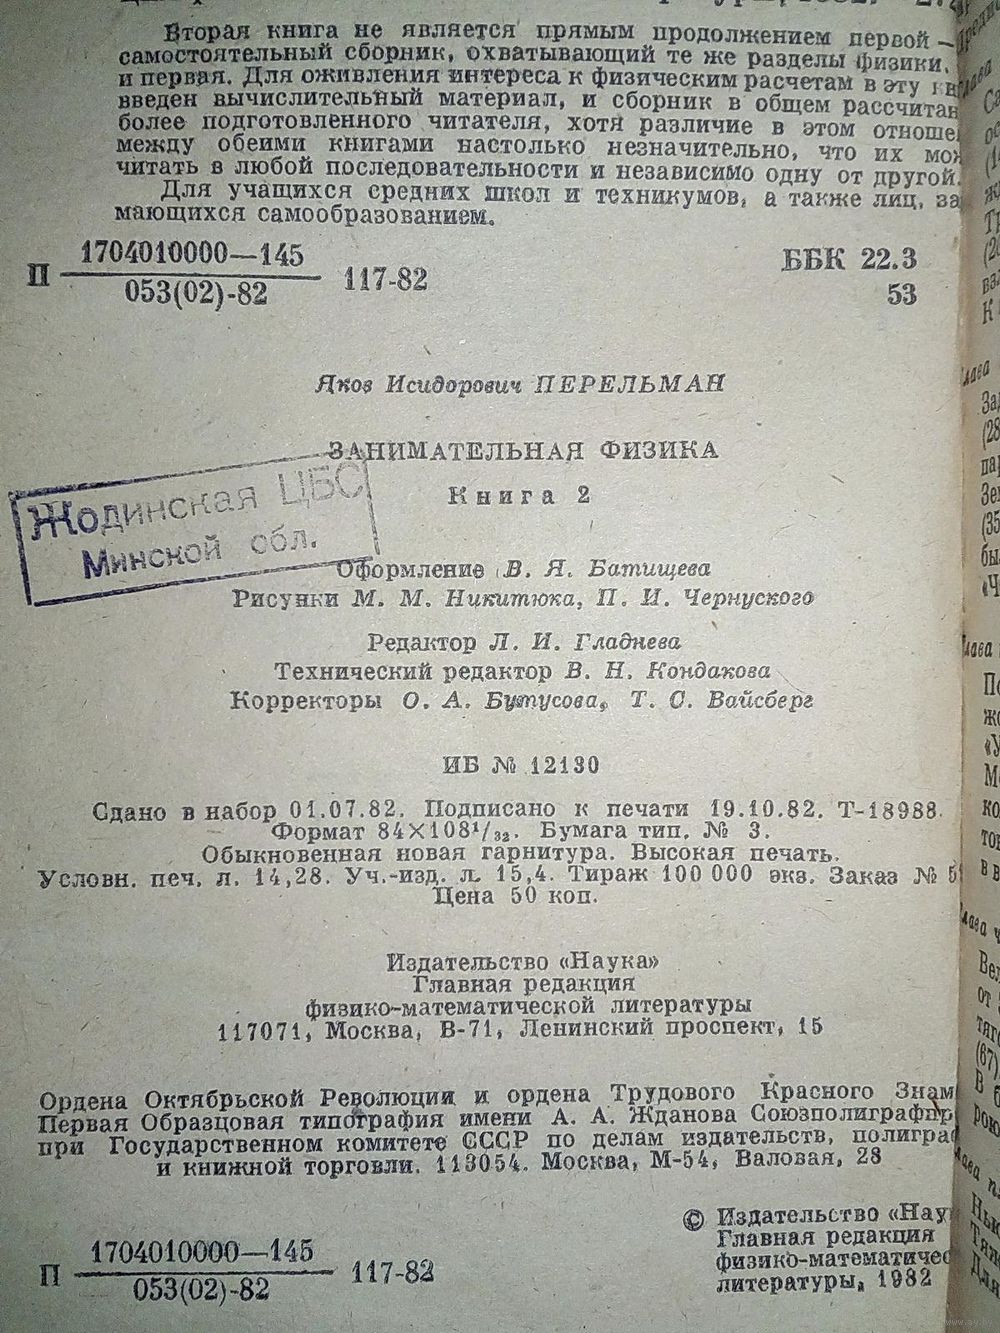 Вторая книга не является прямым продолжением первой —
самостоятельный сборник, охватывающий те же разделы физики,
и первая. Для оживления интереса к физическим расчетам в эту
введен вычислительный материал, и сборник в общем рассчитан
более подготовленного читателя, хотя различие в этом отноше
между обеими книгами настолько незначительно, что их мож
читать в любой последовательности и независимо одну от другой.
Для учащихся средних школ и техникумов, а также лиц, за
мающихся самообразованием.
П 1704010000—145
053(02)-82
117-82
ББК 22.3
53
Яков Исидорович ПЕРЕЛЬМАН
ЗАНИМАТЕЛЬНАЯ ФИЗИКА
Книга 2
Жодинская ЦБС
Минской обл.
Оформление В. Я. Батищева
Рисунки М. М. Никитюка, П. И. Чернуского
Редактор Л. И. Гладнева
Технический редактор В. Н. Кондакова
Корректоры О. А. Бутусова, Т. С. Вайсберг
ИБ № 12130
Сдано в набор 01.07.82. Подписано к печати 19.10.82. Т-18988.
Формат 84×108¹/₃₂. Бумага тип. № 3.
Обыкновенная новая гарнитура. Высокая печать.
Условн. печ. л. 14,28. Уч.-изд. л. 15,4. Тираж 100 000 экз. Заказ №
Цена 50 коп.
Издательство «Наука»
Главная редакция
физико-математической литературы
117071, Москва, В-71, Ленинский проспект, 15
Ордена Октябрьской Революции и ордена Трудового Красного Знам
Первая Образцовая типография имени А. А. Жданова Союзполиграфпр
при Государственном комитете СССР по делам издательств, полиграф
и книжной торговли. 113054. Москва, М-54, Валовая, 28
П 1704010000—145
053(02)-82
117-82
© Издательство «Наук
Главная редакция
физико-математичес
литературы, 1982